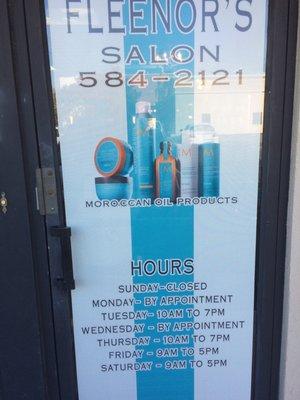 FLEENOR'S
SALON
584-2121
MOROCCAN OIL PRODUCTS
HOURS
SUNDAY-CLOSED
MONDAY- BY APPOINTMENT
TUESDAY- 10AM TO 7PM
WEDNESDAY - BY APPOINTMENT
THURSDAY - 10AM TO 7PM
FRIDAY - 9AM TO 5PM
SATURDAY - 9AM TO 5PM